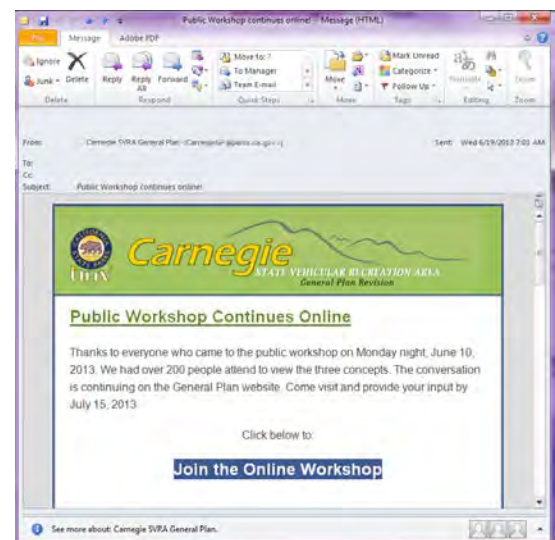 Public Workshop continues online! - Message (HTML)
File Message Adobe PDF
Ignore
Junk Delete
Reply Reply All Forward
Move to: ?
To Manager
Team E-mail
Move
Mark Unread
Categorize
Follow Up
Translate
Zoom
Delete Respond Quick Steps Move Tags Editing Zoom
From: Carnegie SVRA General Plan
Sent: Wed 6/19/2013 7:01 AM
To:
Cc:
Subject: Public Workshop continues online!
Carnegie
STATE VEHICULAR RECREATION AREA
General Plan Revision
Public Workshop Continues Online
Thanks to everyone who came to the public workshop on Monday night, June 10,
2013. We had over 200 people attend to view the three concepts. The conversation
is continuing on the General Plan website. Come visit and provide your input by
July 15, 2013
Click below to:
Join the Online Workshop
See more about: Carnegie SVRA General Plan.